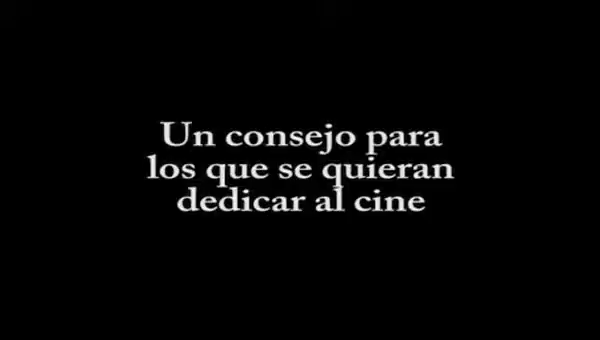 Un consejo para
los que se quieran
dedicar al cine